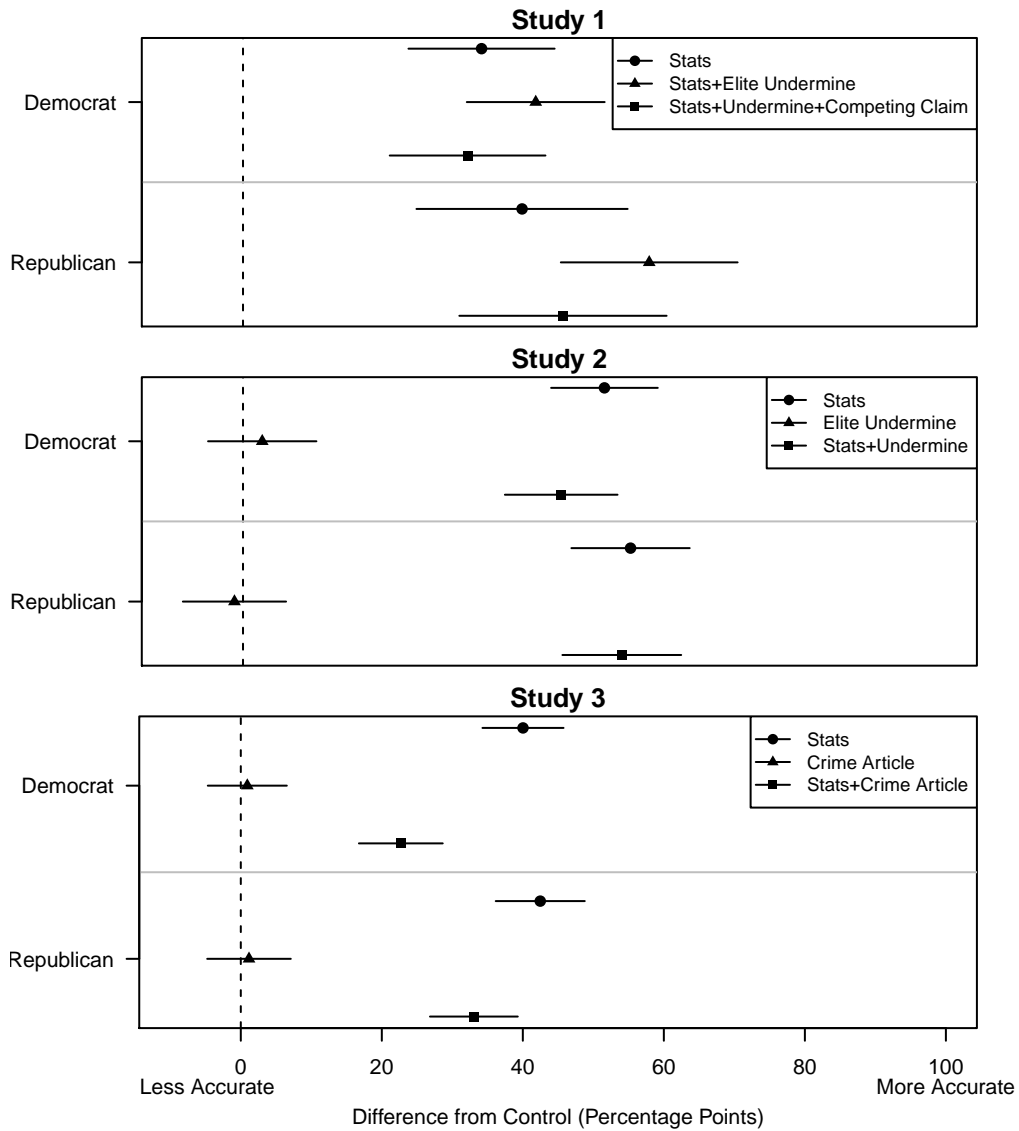 Study 1
Stats
Stats+Elite Undermine
Stats+Undermine+Competing Claim
Democrat
Republican
Study 2
Stats
Elite Undermine
Stats+Undermine
Democrat
Republican
Study 3
Stats
Crime Article
Stats+Crime Article
Democrat
Republican
0 20 40 60 80 100
Less Accurate More Accurate
Difference from Control (Percentage Points)